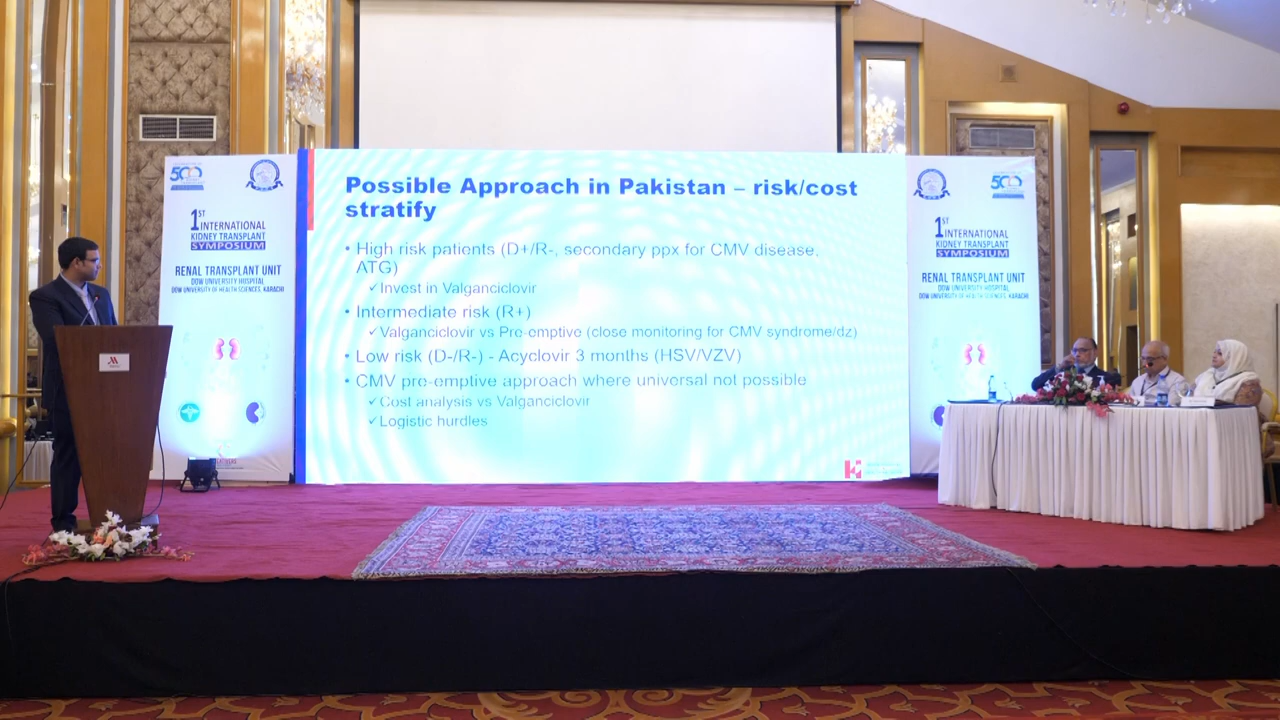 500
1ST
INTERNATIONAL
KIDNEY TRANSPLANT
SYMPOSIUM
RENAL TRANSPLANT UNIT
DOW UNIVERSITY HOSPITAL
DOW UNIVERSITY OF HEALTH SCIENCES, KARACHI
Possible Approach in Pakistan – risk/cost
stratify
• High risk patients (D+/R-, secondary ppx for CMV disease,
ATG)
✓Invest in Valganciclovir
• Intermediate risk (R+)
✓Valganciclovir vs Pre-emptive (close monitoring for CMV syndrome/dz)
• Low risk (D-/R-) - Acyclovir 3 months (HSV/VZV)
• CMV pre-emptive approach where universal not possible
✓Cost analysis vs Valganciclovir
✓Logistic hurdles
500
1ST
INTERNATIONAL
KIDNEY TRANSPLANT
SYMPOSIUM
RENAL TRANSPLANT UNIT
DOW UNIVERSITY HOSPITAL
DOW UNIVERSITY OF HEALTH SCIENCES, KARACHI